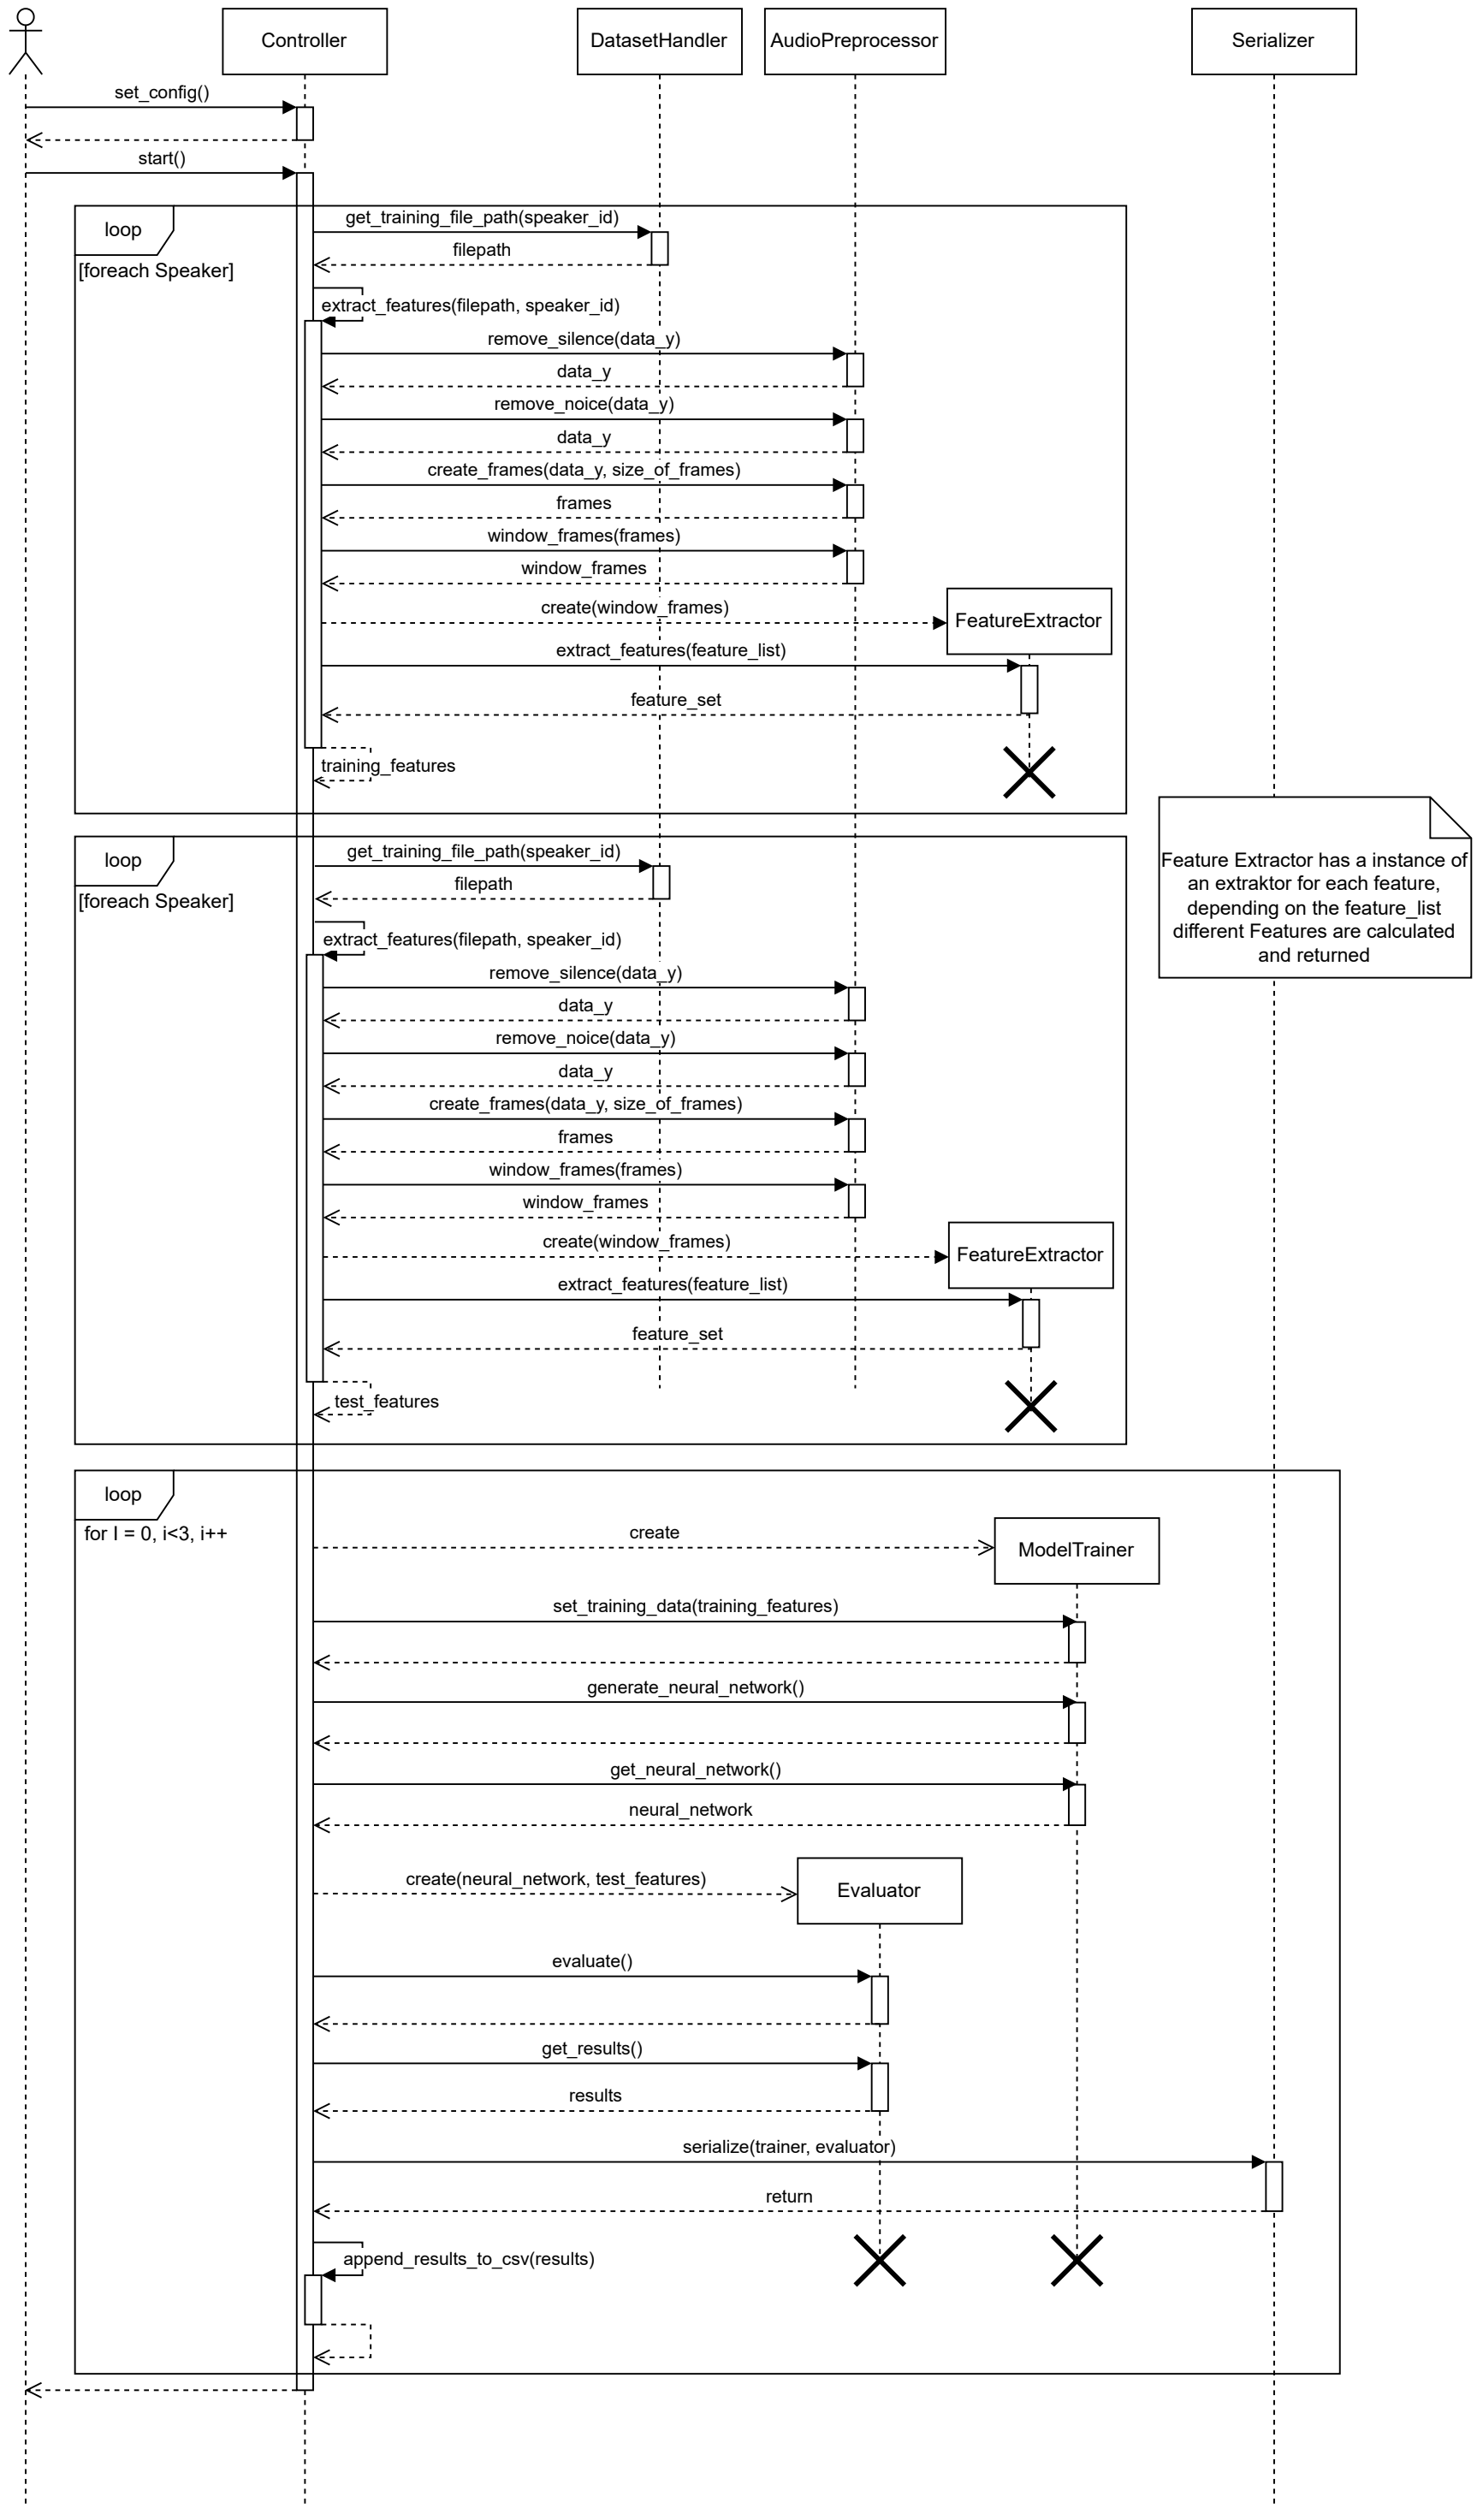 Controller
DatasetHandler
AudioPreprocessor
Serializer
set_config()
start()
loop
[foreach Speaker]
get_training_file_path(speaker_id)
filepath
extract_features(filepath, speaker_id)
remove_silence(data_y)
data_y
remove_noice(data_y)
data_y
create_frames(data_y, size_of_frames)
frames
window_frames(frames)
window_frames
create(window_frames)
FeatureExtractor
extract_features(feature_list)
feature_set
training_features
Feature Extractor has a instance of
an extraktor for each feature,
depending on the feature_list
different Features are calculated
and returned
loop
[foreach Speaker]
get_training_file_path(speaker_id)
filepath
extract_features(filepath, speaker_id)
remove_silence(data_y)
data_y
remove_noice(data_y)
data_y
create_frames(data_y, size_of_frames)
frames
window_frames(frames)
window_frames
create(window_frames)
FeatureExtractor
extract_features(feature_list)
feature_set
test_features
loop
for I = 0, i<3, i++
create
ModelTrainer
set_training_data(training_features)
generate_neural_network()
get_neural_network()
neural_network
create(neural_network, test_features)
Evaluator
evaluate()
get_results()
results
serialize(trainer, evaluator)
return
append_results_to_csv(results)